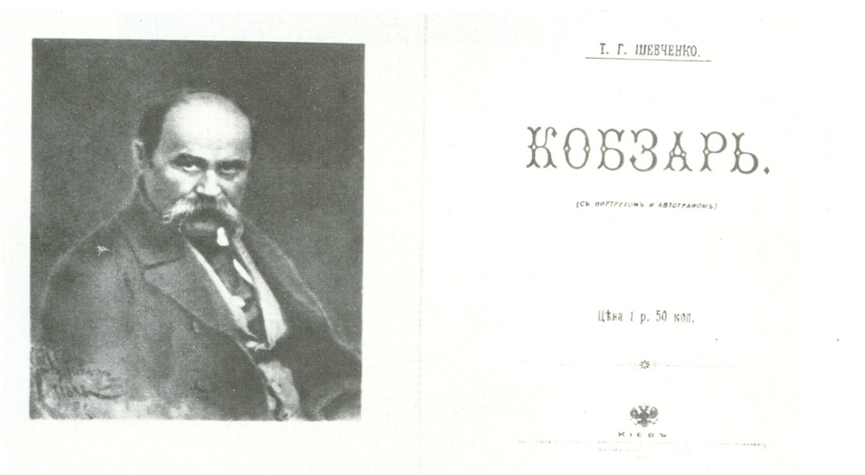 Т. Г. ШЕВЧЕНКО.
КОБЗАРЬ.
(СЪ ПОРТРЕТОМЪ И АВТОГРАФОМЪ)
Цѣна 1 р. 50 коп.
КІЕВЪ